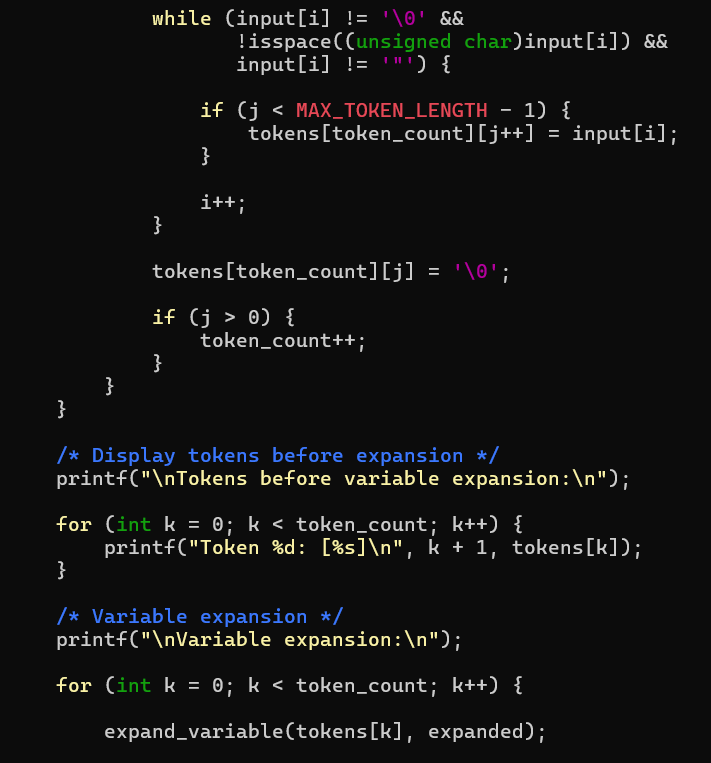 while (input[i] != '\0' &&
!isspace((unsigned char)input[i]) &&
input[i] != '"') {
if (j < MAX_TOKEN_LENGTH - 1) {
tokens[token_count][j++] = input[i];
}
i++;
}
tokens[token_count][j] = '\0';
if (j > 0) {
token_count++;
}
}
}
/* Display tokens before expansion */
printf("\nTokens before variable expansion:\n");
for (int k = 0; k < token_count; k++) {
printf("Token %d: [%s]\n", k + 1, tokens[k]);
}
/* Variable expansion */
printf("\nVariable expansion:\n");
for (int k = 0; k < token_count; k++) {
expand_variable(tokens[k], expanded);